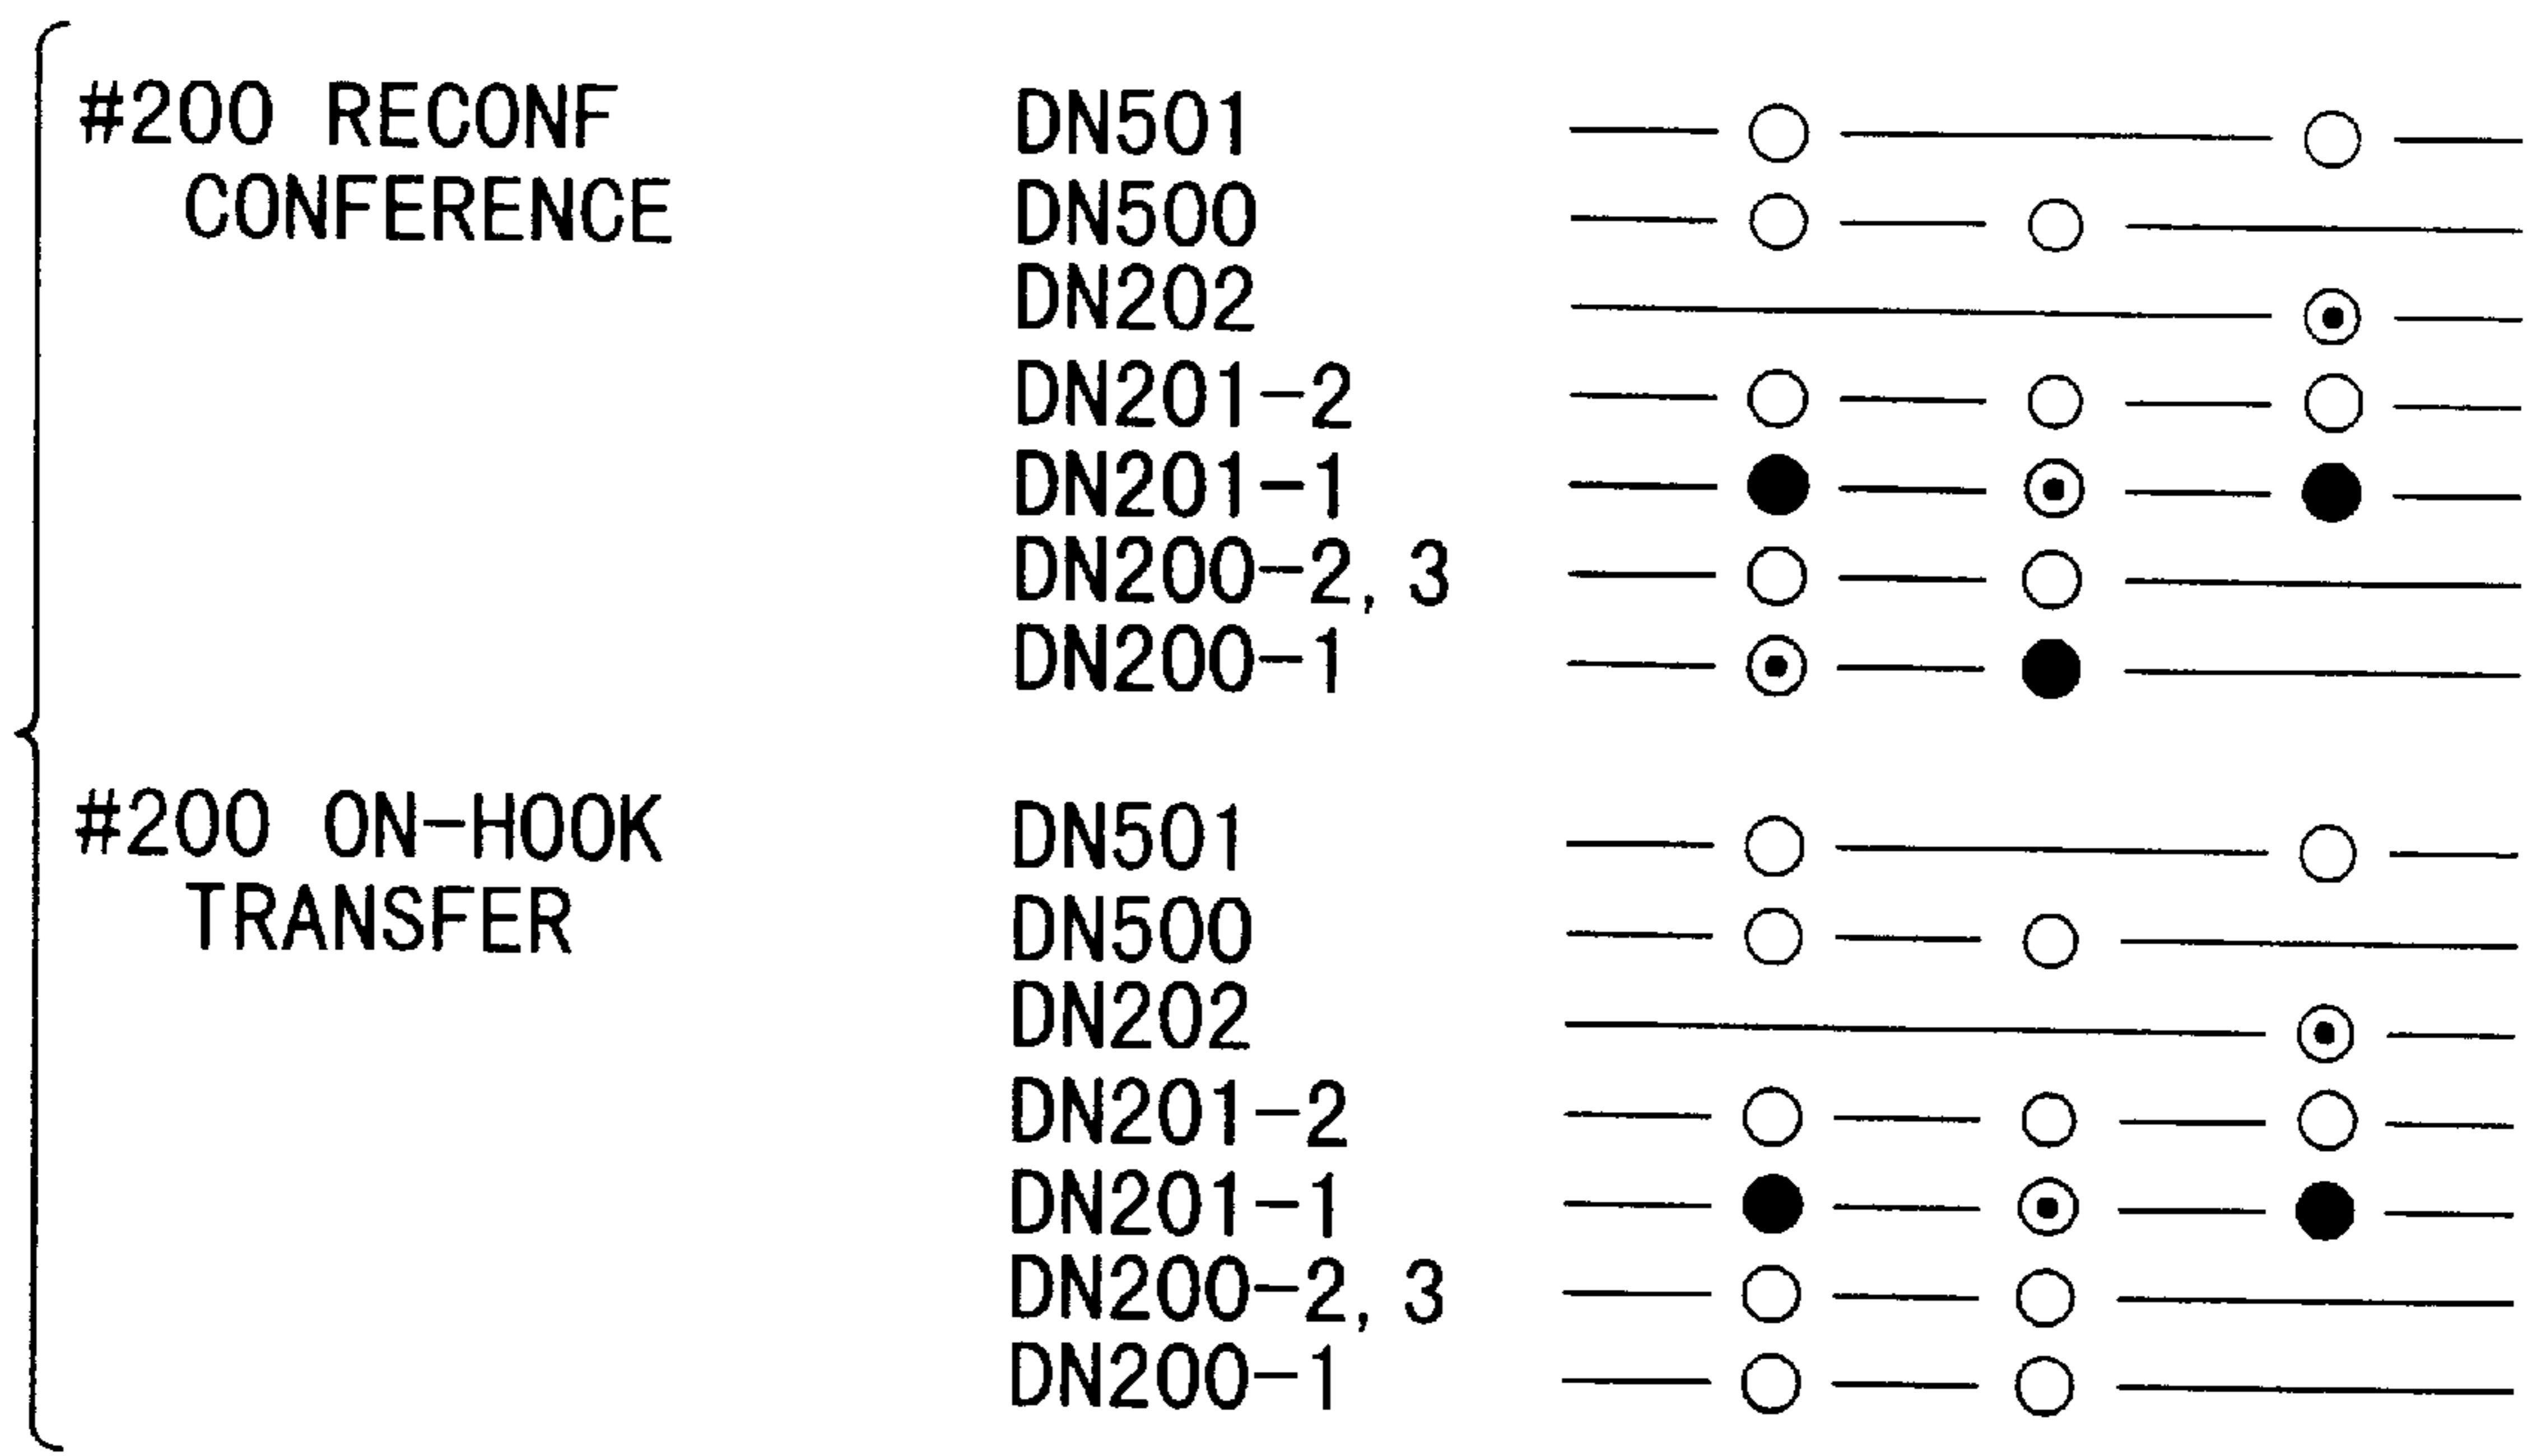 #200 RECONF
CONFERENCE
DN501
DN500
DN202
DN201-2
DN201-1
DN200-2, 3
DN200-1
#200 ON-HOOK
TRANSFER
DN501
DN500
DN202
DN201-2
DN201-1
DN200-2, 3
DN200-1